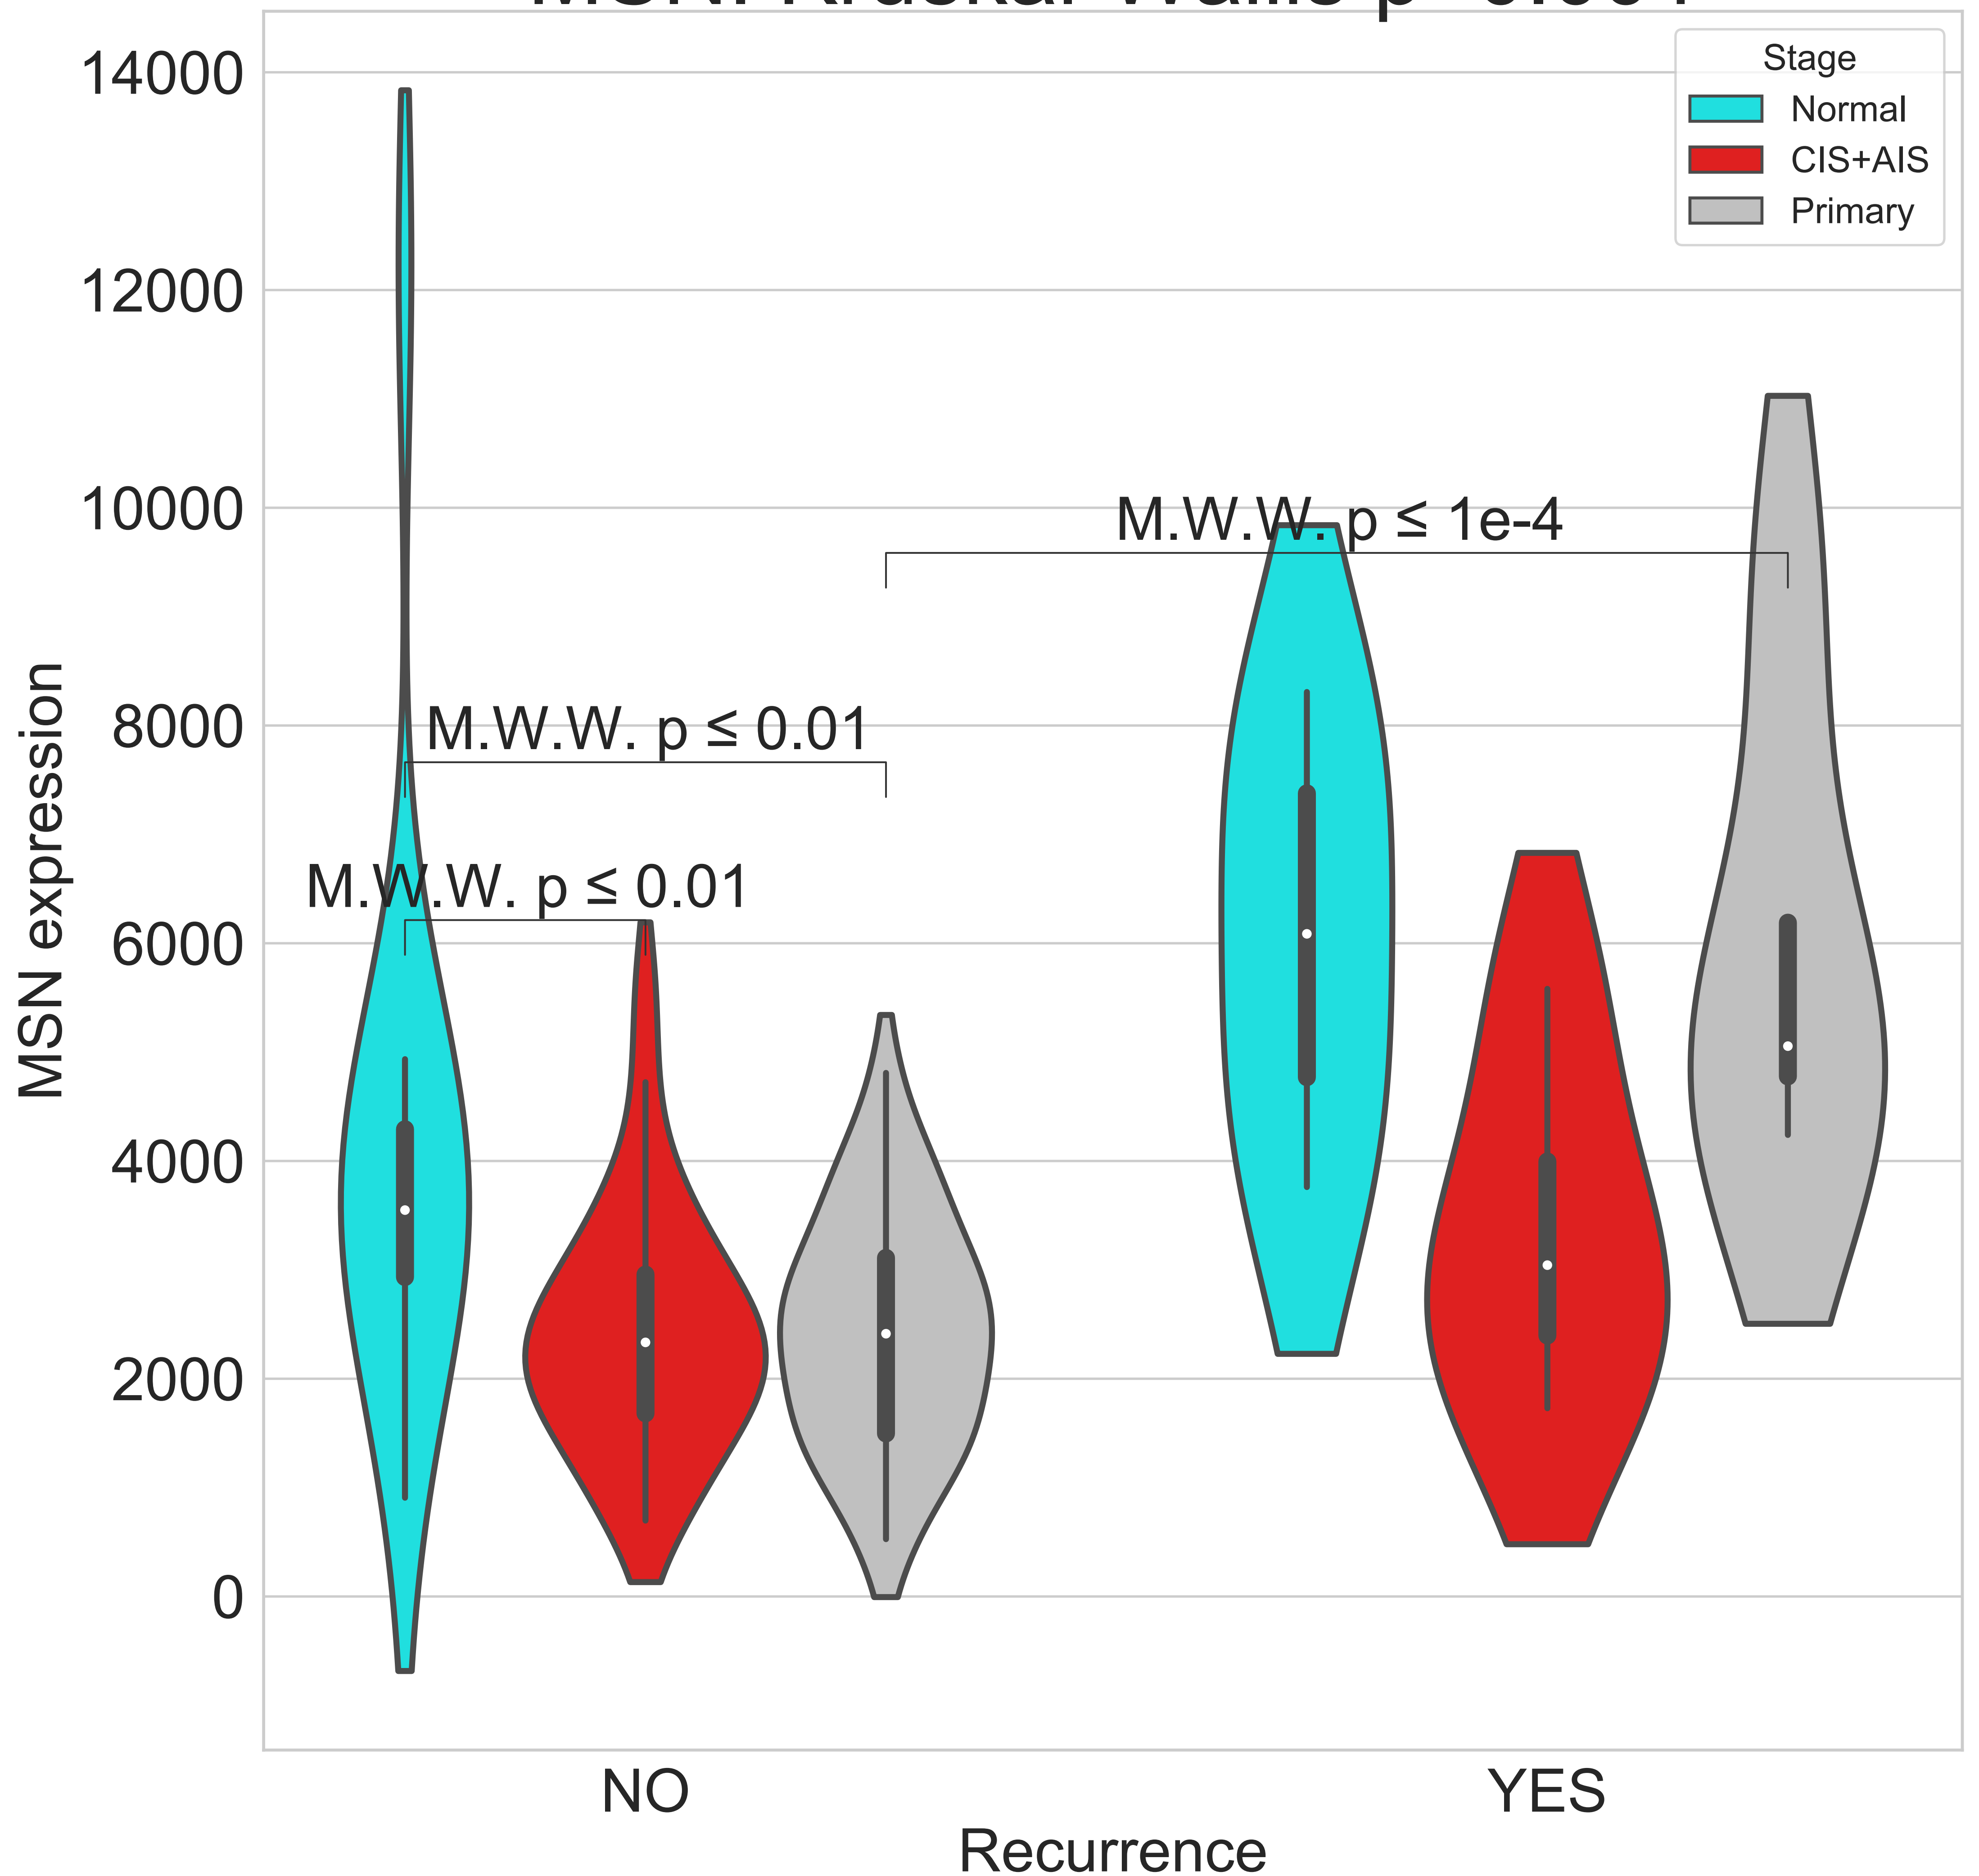 Stage
Normal
CIS+AIS
Primary
14000
12000
10000
8000
6000
4000
2000
0
MSN expression
M.W.W. p ≤ 1e-4
M.W.W. p ≤ 0.01
M.W.W. p ≤ 0.01
NO
YES
Recurrence